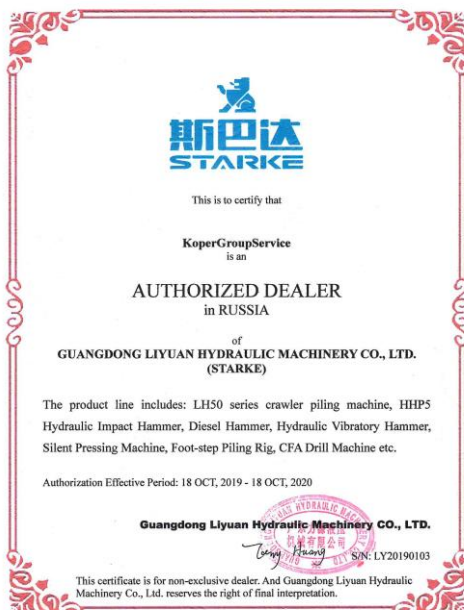 斯巴达
STARKE
This is to certify that
KoperGroupService
is an
AUTHORIZED DEALER
in RUSSIA
of
GUANGDONG LIYUAN HYDRAULIC MACHINERY CO., LTD.
(STARKE)
The product line includes: LH50 series crawler piling machine, HHP5
Hydraulic Impact Hammer, Diesel Hammer, Hydraulic Vibratory Hammer,
Silent Pressing Machine, Foot-step Piling Rig, CFA Drill Machine etc.
Authorization Effective Period: 18 OCT, 2019 - 18 OCT, 2020
Guangdong Liyuan Hydraulic Machinery CO., LTD.
Huang
S/N: LY20190103
This certificate is for non-exclusive dealer. And Guangdong Liyuan Hydraulic
Machinery Co., Ltd. reserves the right of final interpretation.